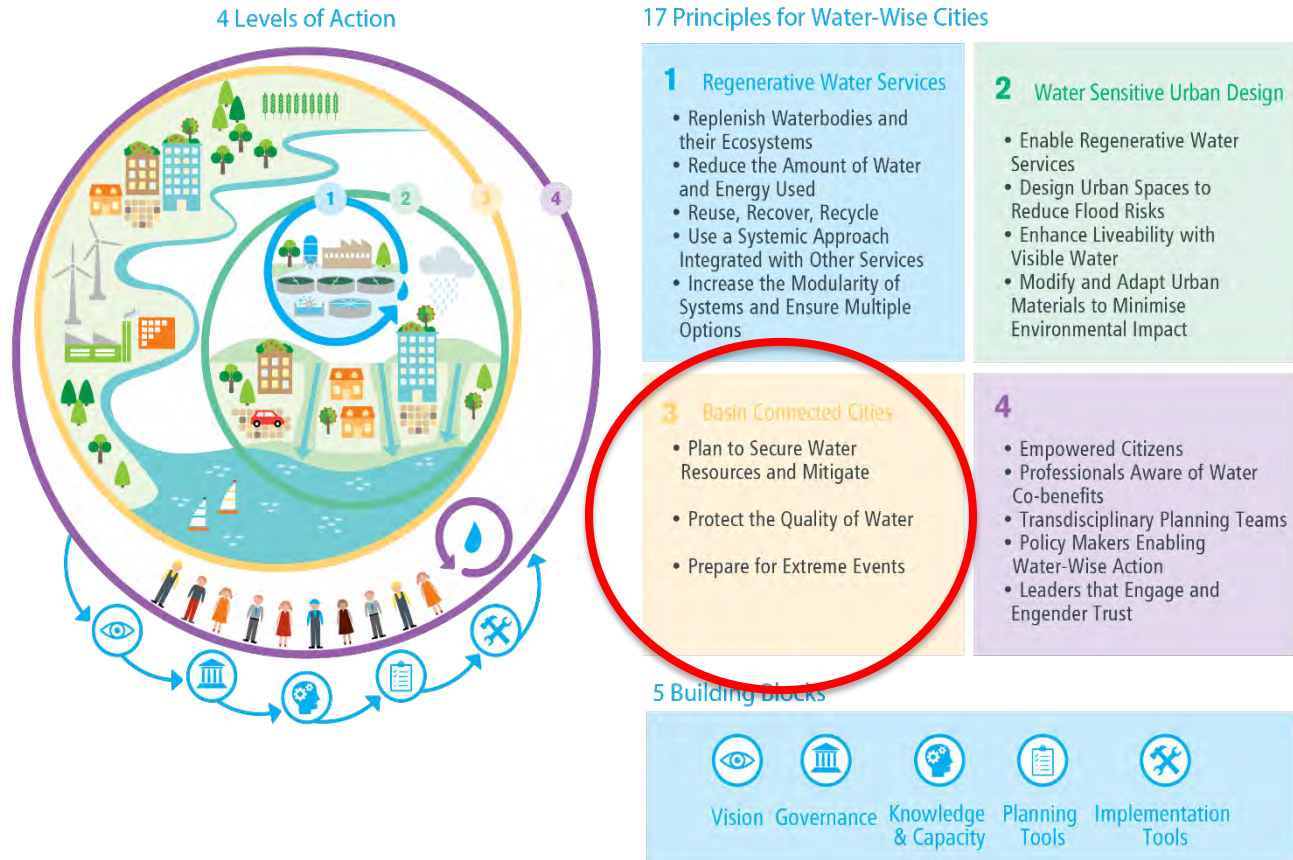 4 Levels of Action
1
2
3
4
17 Principles for Water-Wise Cities
1 Regenerative Water Services
• Replenish Waterbodies and
their Ecosystems
• Reduce the Amount of Water
and Energy Used
• Reuse, Recover, Recycle
• Use a Systemic Approach
Integrated with Other Services
• Increase the Modularity of
Systems and Ensure Multiple
Options
2 Water Sensitive Urban Design
• Enable Regenerative Water
Services
• Design Urban Spaces to
Reduce Flood Risks
• Enhance Liveability with
Visible Water
• Modify and Adapt Urban
Materials to Minimise
Environmental Impact
3 Basin Connected Cities
• Plan to Secure Water
Resources and Mitigate
• Protect the Quality of Water
• Prepare for Extreme Events
4
• Empowered Citizens
• Professionals Aware of Water
Co-benefits
• Transdisciplinary Planning Teams
• Policy Makers Enabling
Water-Wise Action
• Leaders that Engage and
Engender Trust
5 Building Blocks
Vision
Governance
Knowledge
& Capacity
Planning
Tools
Implementation
Tools